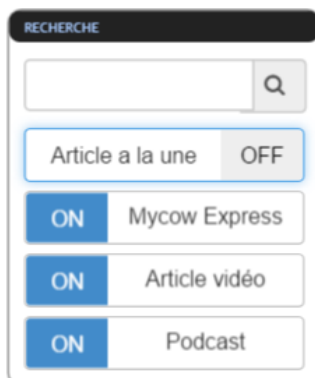 RECHERCHE
Article a la une OFF
ON Mycow Express
ON Article vidéo
ON Podcast